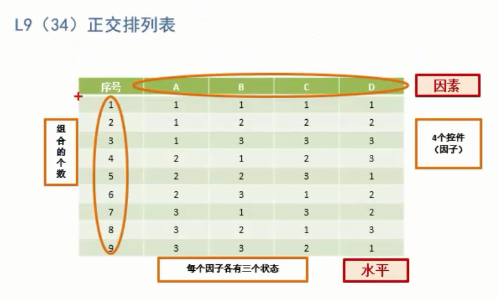 L9（34）正交排列表
序号 A B C D
因素
1 1 1 1 1
2 1 2 2 2
3 1 3 3 3
4 2 1 2 3
5 2 2 3 1
6 2 3 1 2
7 3 1 3 2
8 3 2 1 3
9 3 3 2 1
组合的个数
4个控件
（因子）
每个因子各有三个状态
水平